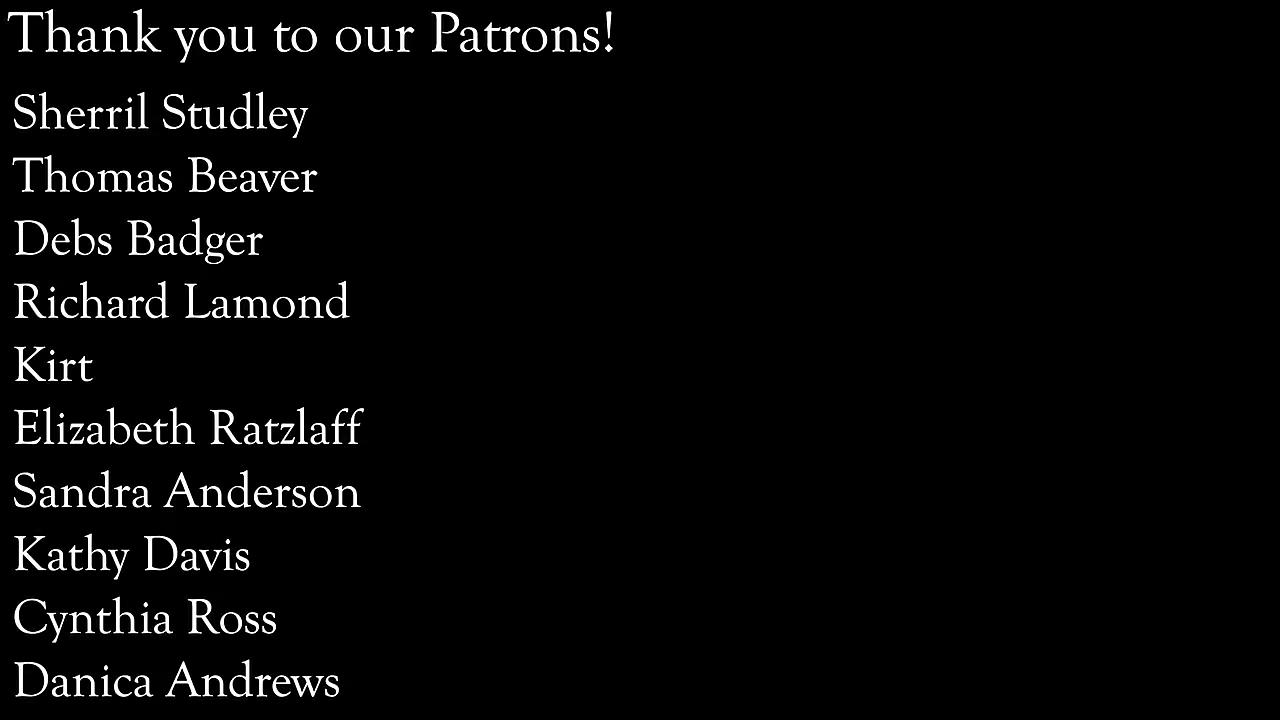 Thank you to our Patrons!
Sherril Studley
Thomas Beaver
Debs Badger
Richard Lamond
Kirt
Elizabeth Ratzlaff
Sandra Anderson
Kathy Davis
Cynthia Ross
Danica Andrews